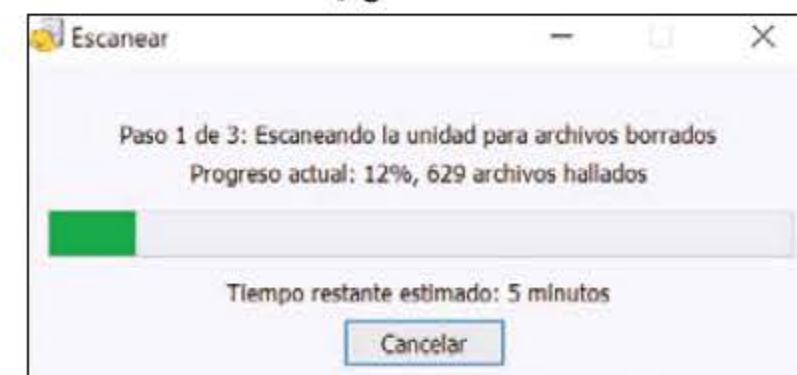 Escanear
Paso 1 de 3: Escaneando la unidad para archivos borrados
Progreso actual: 12%, 629 archivos hallados
Tiempo restante estimado: 5 minutos
Cancelar